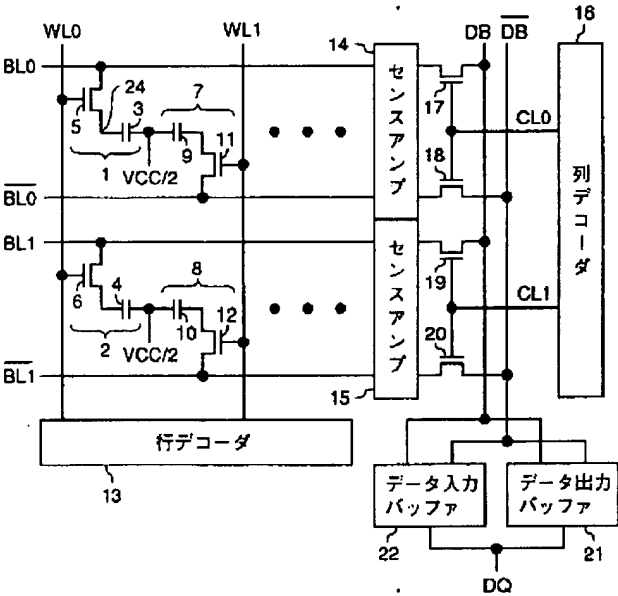 16
WL0
WL1
14
DB
D̅B̅
BL0
24
3
7
5
9
11
1
VCC/2
センスアンプ
17
CL0
18
B̅L̅0̅
BL1
4
8
6
10
12
2
VCC/2
センスアンプ
19
CL1
20
B̅L̅1̅
15
列デコーダ
行デコーダ
13
データ入力
バッファ
データ出力
バッファ
22
21
DQ